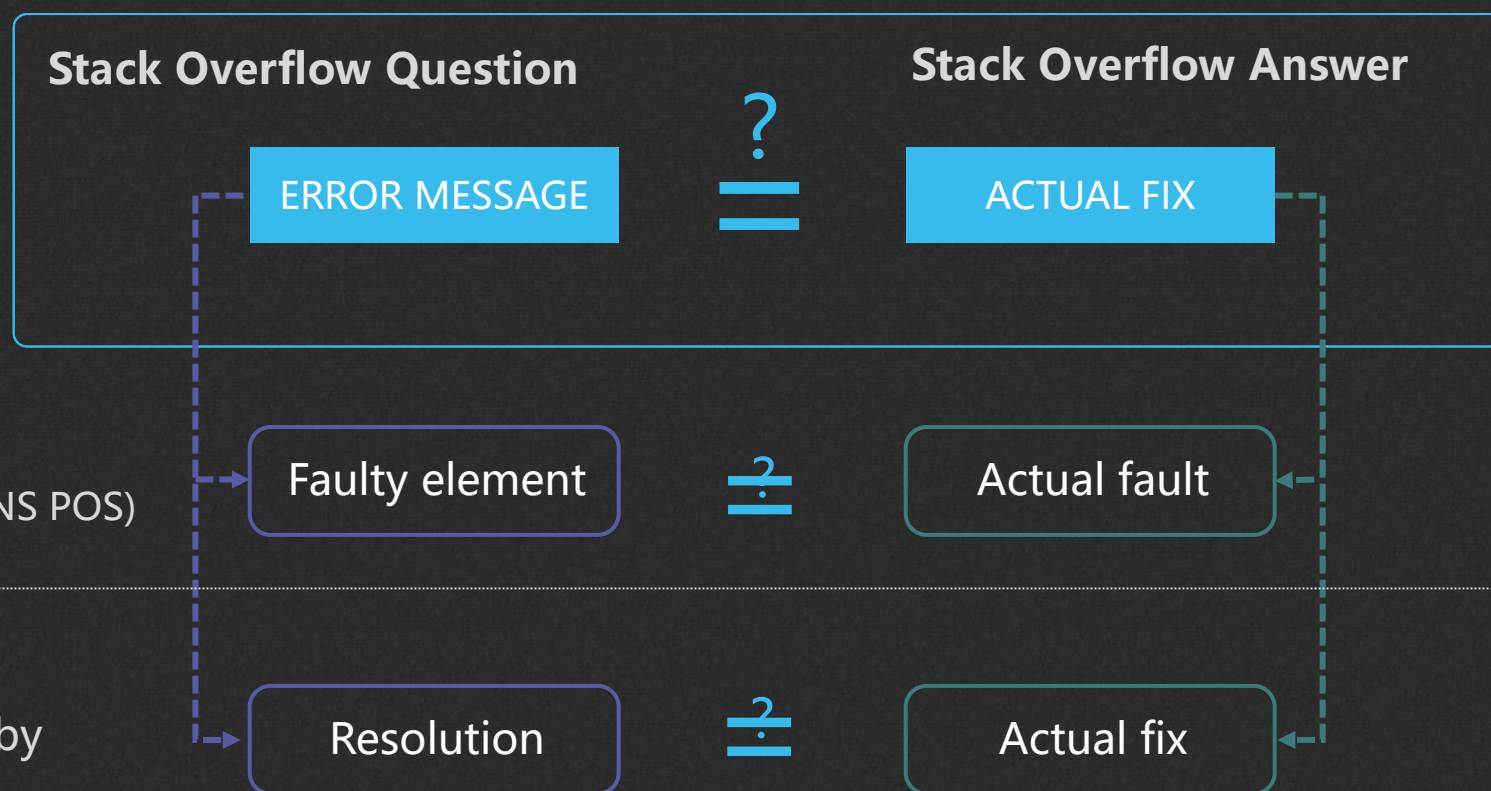 Stack Overflow Question
Stack Overflow Answer
?
=
ERROR MESSAGE
ACTUAL FIX
Faulty element
?
=
Actual fault
NS POS)
Resolution
?
=
Actual fix
by